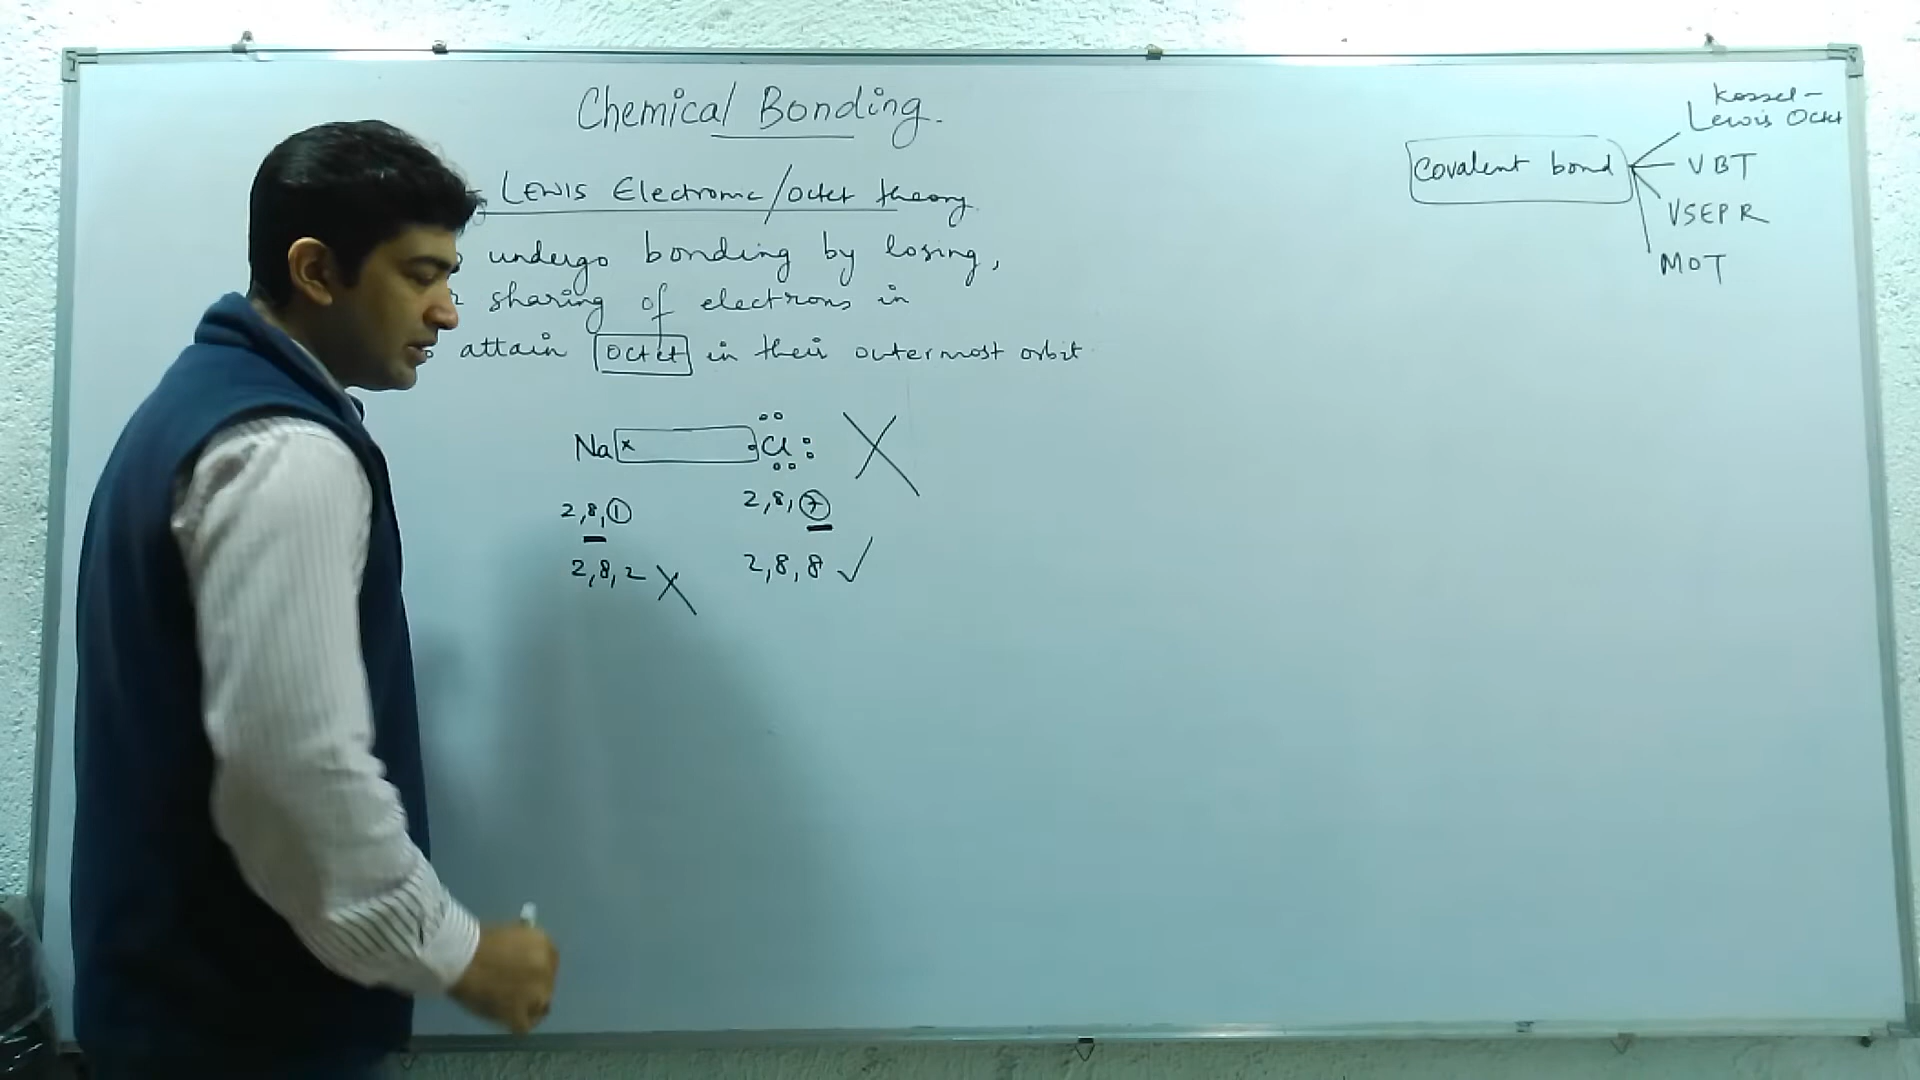 Chemical Bonding.
- LEWIS Electronic/Octet theory
undergo bonding by losing,
sharing of electrons in
attain octet in their outermost orbit
Na x Cl
2,8,1 2,8,7
2,8,2 2,8,8
Kossel-
Lewis Octet
Covalent bond
VBT
VSEPR
MOT